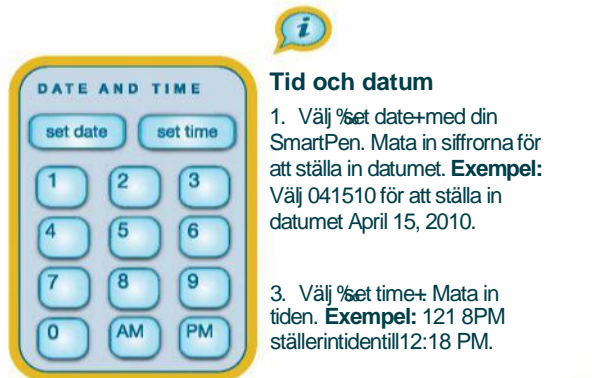 DATE AND TIME
set date set time
1 2 3
4 5 6
7 8 9
0 AM PM
i
Tid och datum
1. Välj %set date+ med din
SmartPen. Mata in siffrorna för
att ställa in datumet. Exempel:
Välj 041510 för att ställa in
datumet April 15, 2010.
3. Välj %set time+. Mata in
tiden. Exempel: 121 8PM
ställerintidentill12:18 PM.